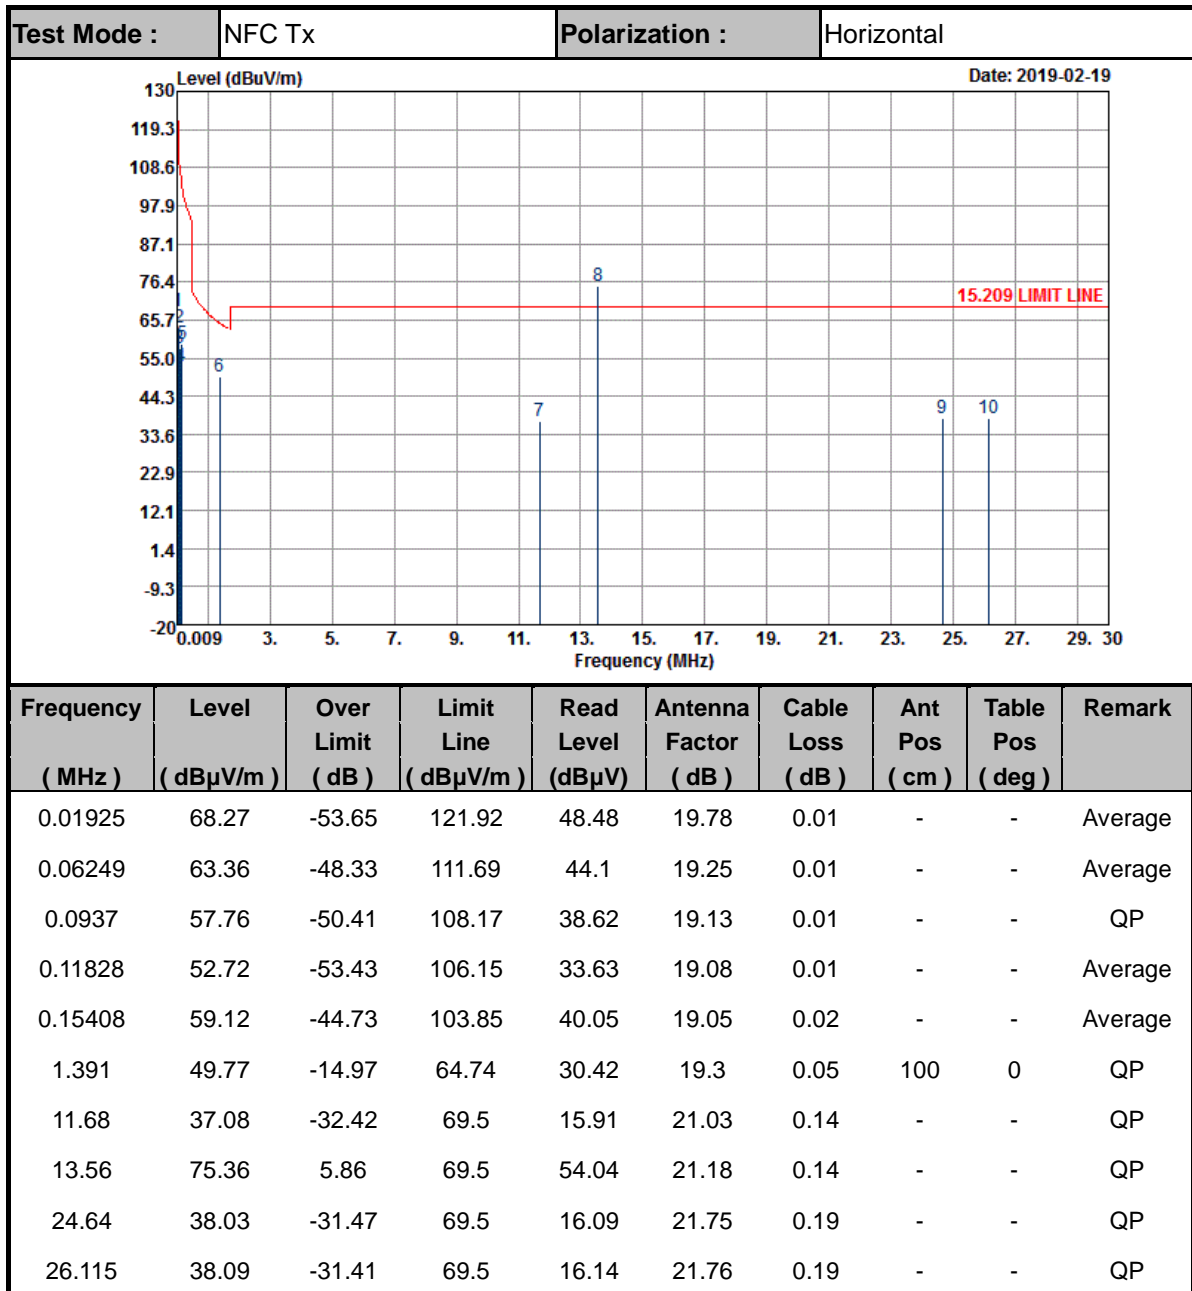 Test Mode : NFC Tx Polarization : Horizontal
Level (dBuV/m) Date: 2019-02-19
130
119.3
108.6
97.9
87.1
76.4
65.7
55.0
44.3
33.6
22.9
12.1
1.4
-9.3
-20
8
15.209 LIMIT LINE
1
2
5
4
6
7
9
10
0.009 3. 5. 7. 9. 11. 13. 15. 17. 19. 21. 23. 25. 27. 29. 30
Frequency (MHz)
Frequency Level Over Limit Read Antenna Cable Ant Table Remark
Limit Line Level Factor Loss Pos Pos
( MHz ) ( dBµV/m ) ( dB ) ( dBµV/m ) (dBµV) ( dB ) ( dB ) ( cm ) ( deg )
0.01925 68.27 -53.65 121.92 48.48 19.78 0.01 - - Average
0.06249 63.36 -48.33 111.69 44.1 19.25 0.01 - - Average
0.0937 57.76 -50.41 108.17 38.62 19.13 0.01 - - QP
0.11828 52.72 -53.43 106.15 33.63 19.08 0.01 - - Average
0.15408 59.12 -44.73 103.85 40.05 19.05 0.02 - - Average
1.391 49.77 -14.97 64.74 30.42 19.3 0.05 100 0 QP
11.68 37.08 -32.42 69.5 15.91 21.03 0.14 - - QP
13.56 75.36 5.86 69.5 54.04 21.18 0.14 - - QP
24.64 38.03 -31.47 69.5 16.09 21.75 0.19 - - QP
26.115 38.09 -31.41 69.5 16.14 21.76 0.19 - - QP